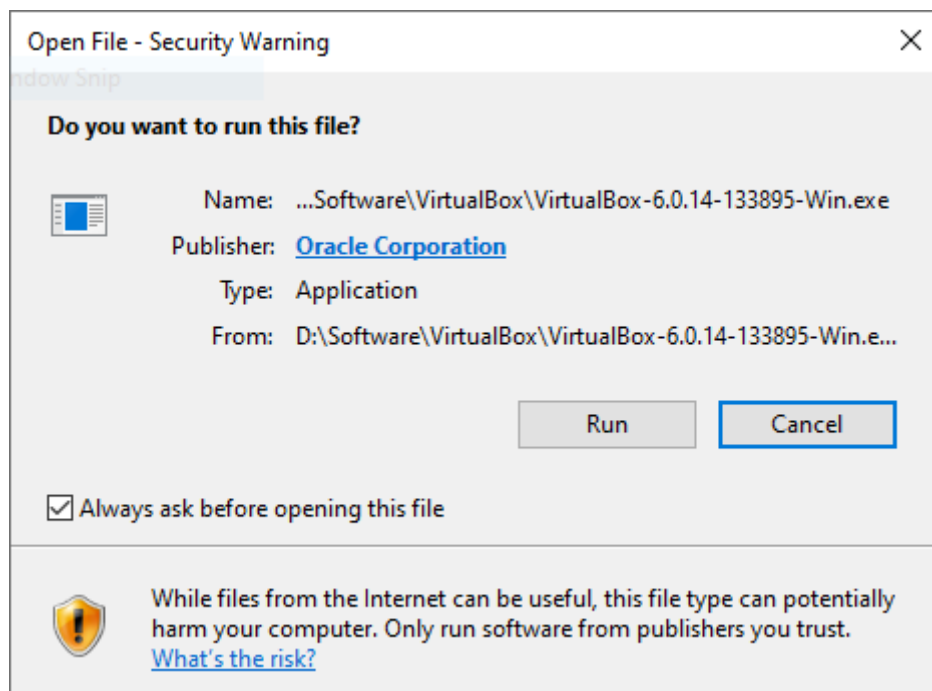 Open File - Security Warning
ndow Snip
Do you want to run this file?
Name: ...Software\VirtualBox\VirtualBox-6.0.14-133895-Win.exe
Publisher: Oracle Corporation
Type: Application
From: D:\Software\VirtualBox\VirtualBox-6.0.14-133895-Win.e...
Run Cancel
Always ask before opening this file
While files from the Internet can be useful, this file type can potentially
harm your computer. Only run software from publishers you trust.
What's the risk?